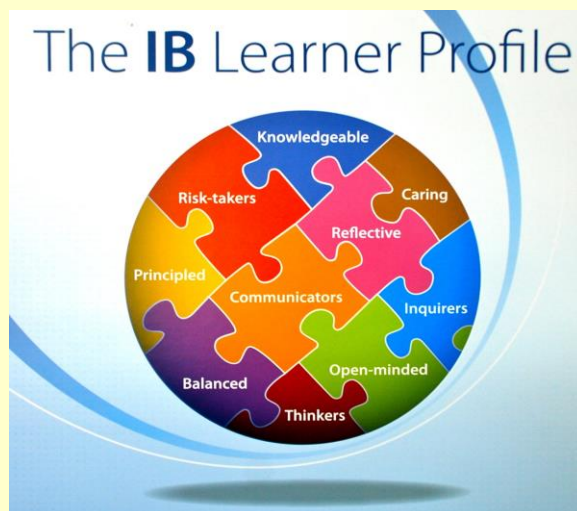 The IB Learner Profile
Knowledgeable
Risk-takers
Caring
Reflective
Principled
Communicators
Inquirers
Balanced
Open-minded
Thinkers